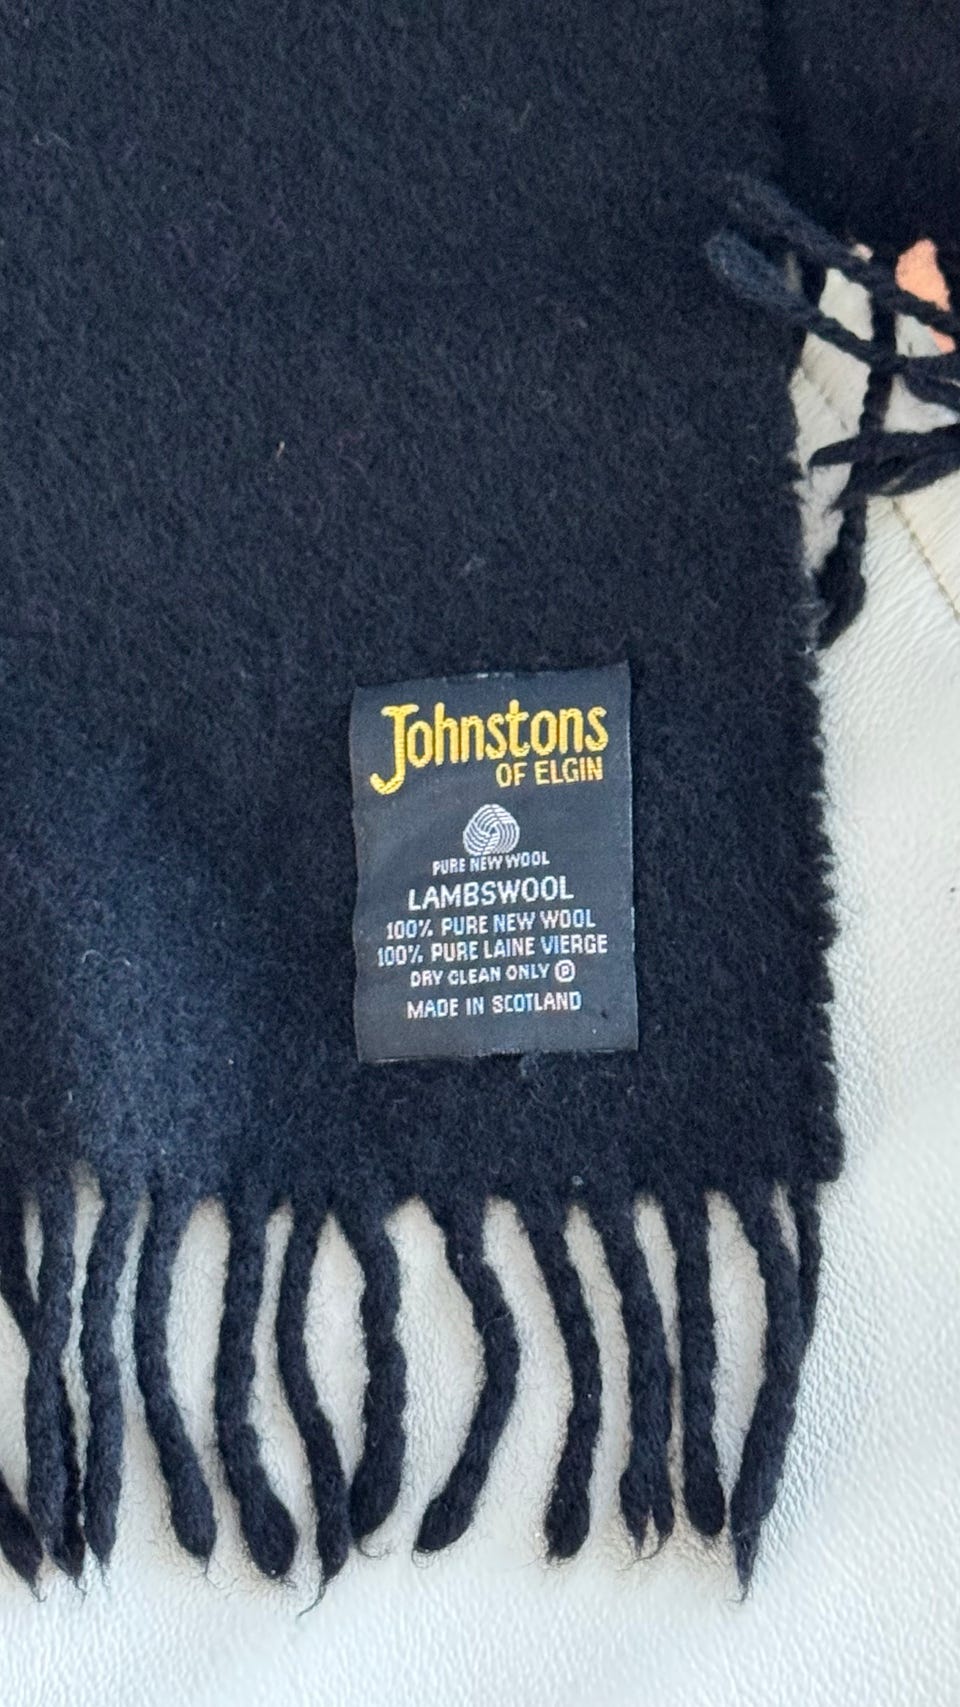 Johnstons
OF ELGIN
PURE NEW WOOL
LAMBSWOOL
100% PURE NEW WOOL
100% PURE LAINE VIERGE
DRY CLEAN ONLY Ⓟ
MADE IN SCOTLAND